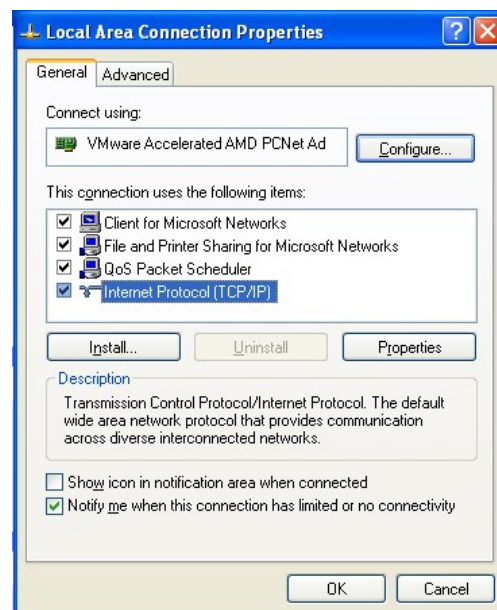 Local Area Connection Properties
General
Advanced
Connect using:
VMware Accelerated AMD PCNet Ad
Configure...
This connection uses the following items:
Client for Microsoft Networks
File and Printer Sharing for Microsoft Networks
QoS Packet Scheduler
Internet Protocol (TCP/IP)
Install...
Uninstall
Properties
Description
Transmission Control Protocol/Internet Protocol. The default
wide area network protocol that provides communication
across diverse interconnected networks.
Show icon in notification area when connected
Notify me when this connection has limited or no connectivity
OK
Cancel